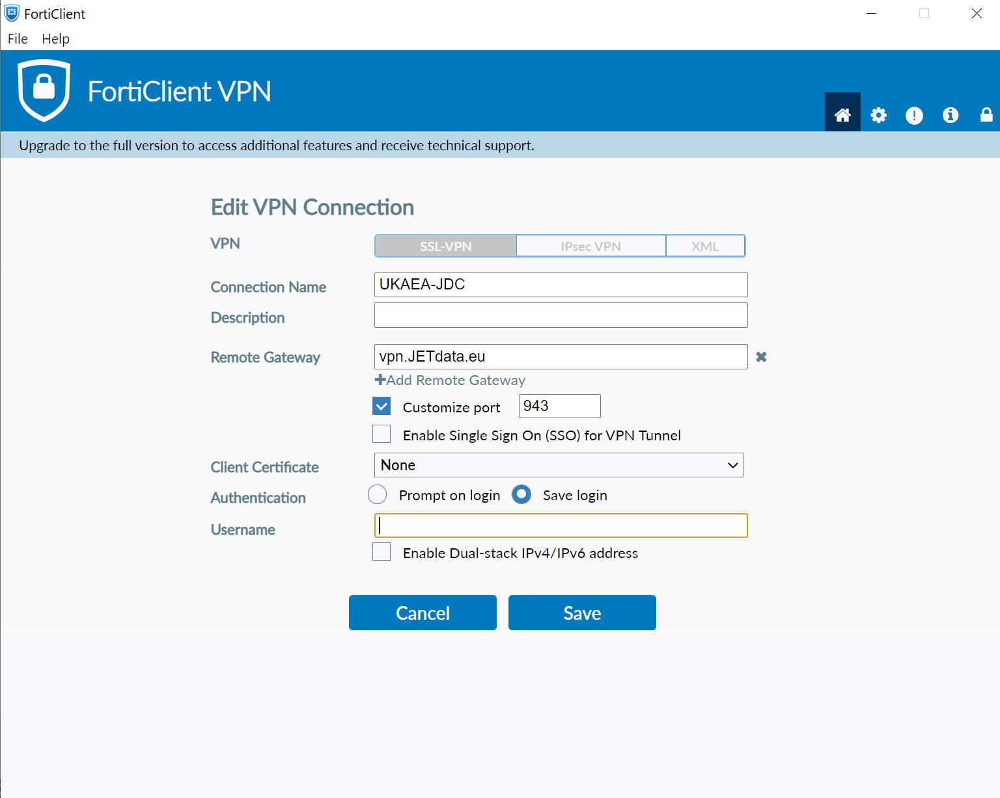 FortiClient
File Help
FortiClient VPN
Upgrade to the full version to access additional features and receive technical support.
Edit VPN Connection
VPN SSL-VPN IPsec VPN XML
Connection Name UKAEA-JDC
Description
Remote Gateway vpn.JETdata.eu
Add Remote Gateway
Customize port 943
Enable Single Sign On (SSO) for VPN Tunnel
Client Certificate None
Authentication Prompt on login Save login
Username
Enable Dual-stack IPv4/IPv6 address
Cancel Save